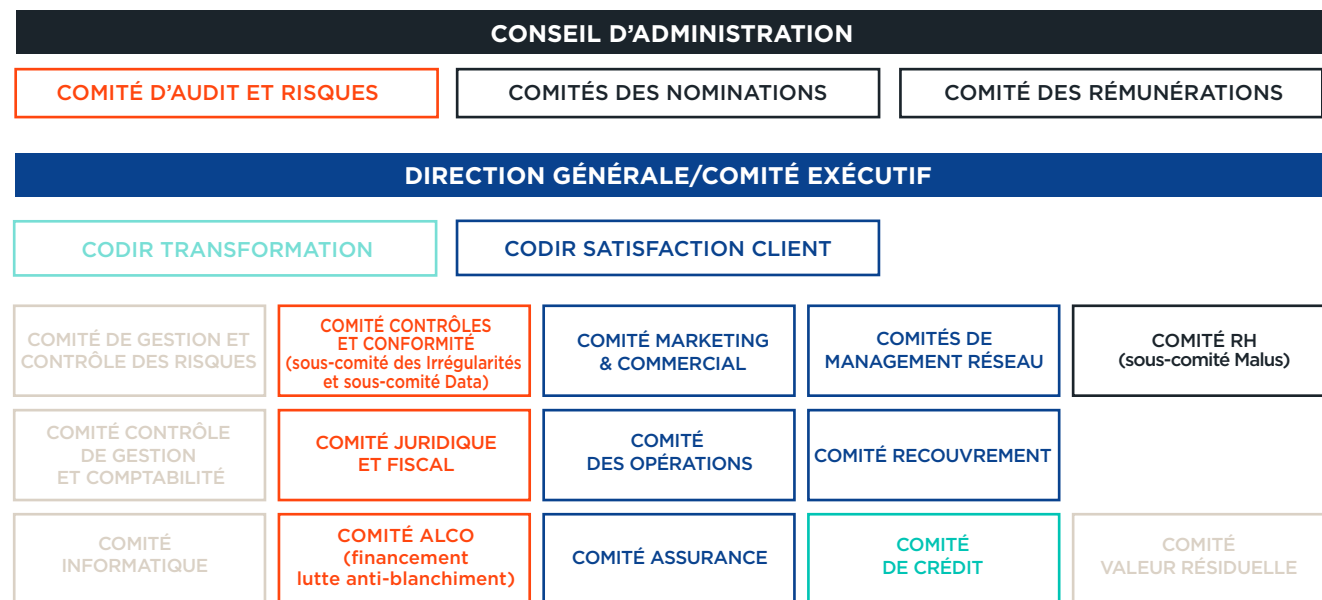 CONSEIL D’ADMINISTRATION
COMITÉ D’AUDIT ET RISQUES
COMITÉS DES NOMINATIONS
COMITÉ DES RÉMUNÉRATIONS
DIRECTION GÉNÉRALE/COMITÉ EXÉCUTIF
CODIR TRANSFORMATION
CODIR SATISFACTION CLIENT
COMITÉ DE GESTION ET
CONTRÔLE DES RISQUES
COMITÉ CONTRÔLES
ET CONFORMITÉ
(sous-comité des Irrégularités
et sous-comité Data)
COMITÉ MARKETING
& COMMERCIAL
COMITÉS DE
MANAGEMENT RÉSEAU
COMITÉ RH
(sous-comité Malus)
COMITÉ CONTRÔLE
DE GESTION
ET COMPTABILITÉ
COMITÉ JURIDIQUE
ET FISCAL
COMITÉ
DES OPÉRATIONS
COMITÉ RECOUVREMENT
COMITÉ
INFORMATIQUE
COMITÉ ALCO
(financement
lutte anti-blanchiment)
COMITÉ ASSURANCE
COMITÉ
DE CRÉDIT
COMITÉ
VALEUR RÉSIDUELLE